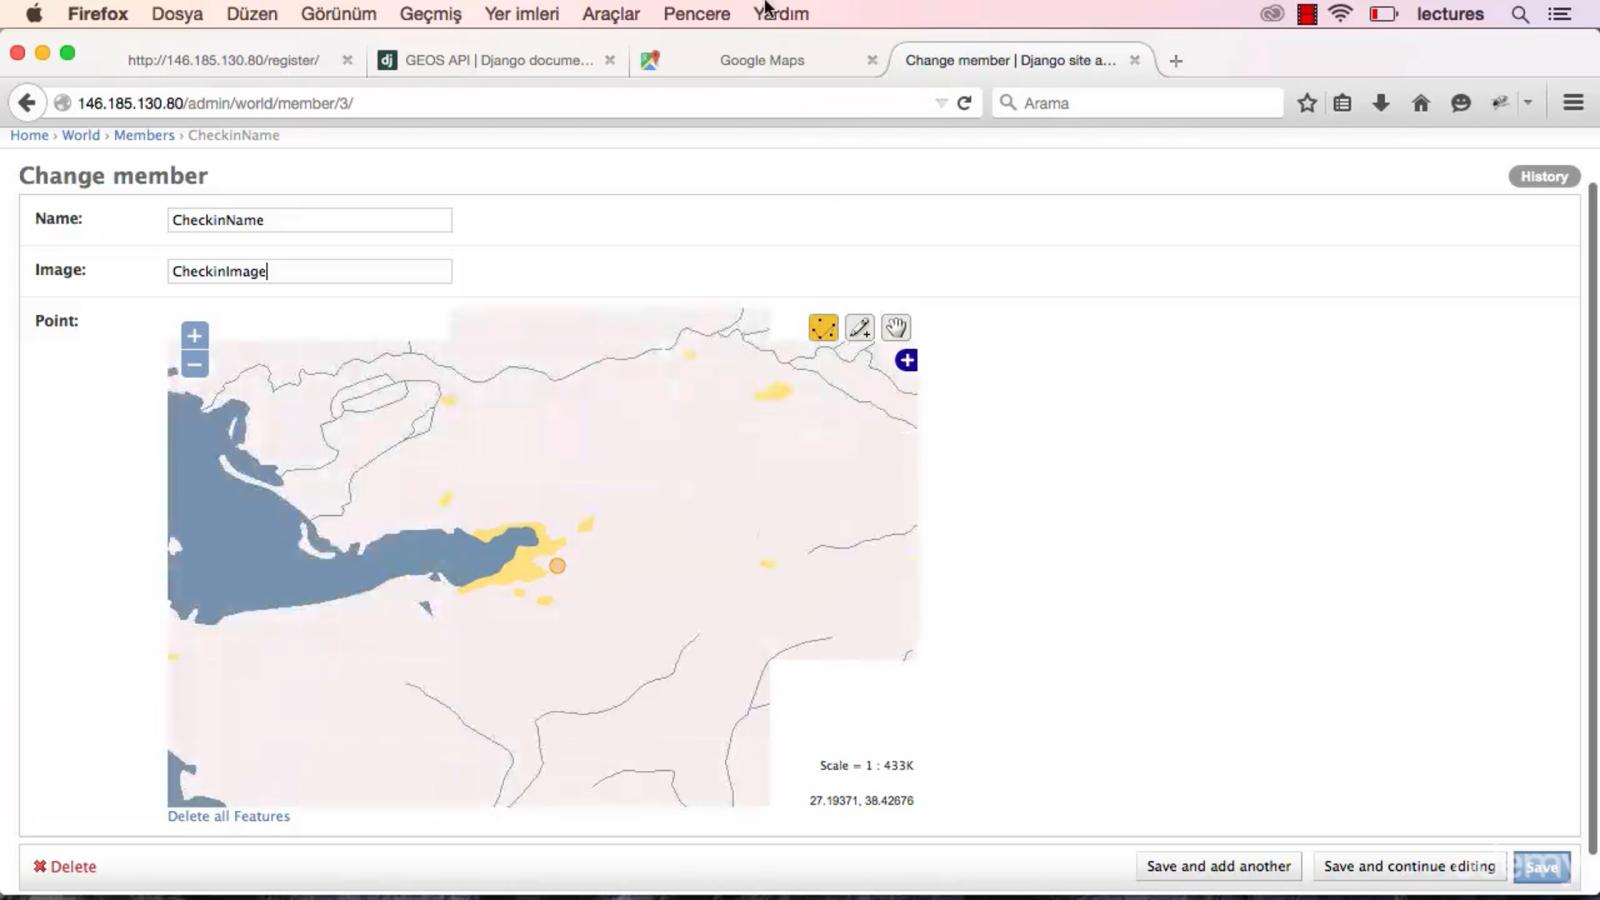 Firefox Dosya Düzen Görünüm Geçmiş Yer imleri Araçlar Pencere Yardım lectures
http://146.185.130.80/register/ dj GEOS API | Django docume... Google Maps Change member | Django site a...
146.185.130.80/admin/world/member/3/ Arama
Home › World › Members › CheckinName
Change member History
Name: CheckinName
Image: CheckinImage
Point:
Scale = 1 : 433K
27.19371, 38.42676
Delete all Features
Delete Save and add another Save and continue editing Save